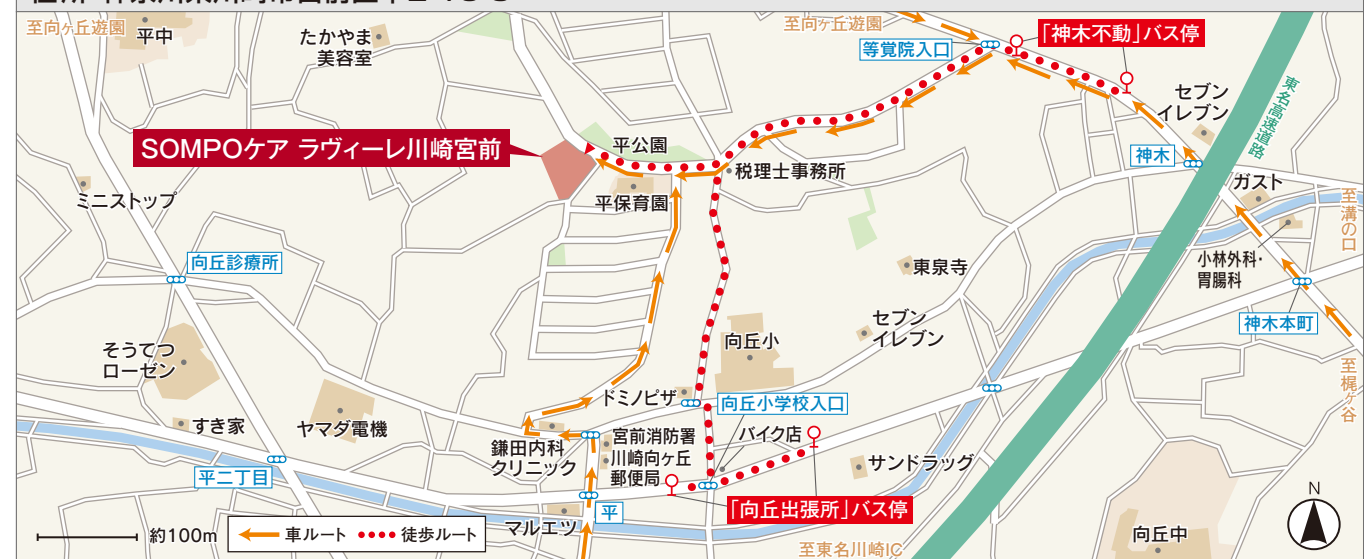 至向ヶ丘遊園
平中
たかやま
美容室
至向ヶ丘遊園
等覚院入口
「神木不動」バス停
セブン
イレブン
東名高速道路
SOMPOケア ラヴィーレ川崎宮前
平公園
税理士事務所
神木
ガスト
至溝の口
ミニストップ
平保育園
向丘診療所
東泉寺
小林外科・
胃腸科
神木本町
セブン
イレブン
向丘小
そうてつ
ローゼン
至梶ヶ谷
ドミノピザ
向丘小学校入口
すき家
ヤマダ電機
鎌田内科
クリニック
宮前消防署
川崎向ヶ丘
郵便局
バイク店
サンドラッグ
平二丁目
平
「向丘出張所」バス停
マルエツ
約100m
車ルート
徒歩ルート
至東名川崎IC
向丘中
N